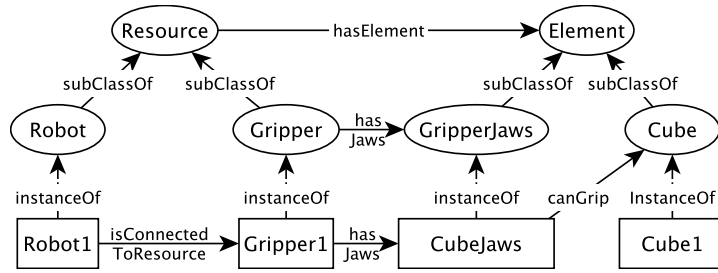 Resource
hasElement
Element
subClassOf
subClassOf
subClassOf
subClassOf
Robot
Gripper
has
Jaws
GripperJaws
Cube
instanceOf
instanceOf
instanceOf
canGrip
InstanceOf
Robot1
isConnected
ToResource
Gripper1
has
Jaws
CubeJaws
Cube1